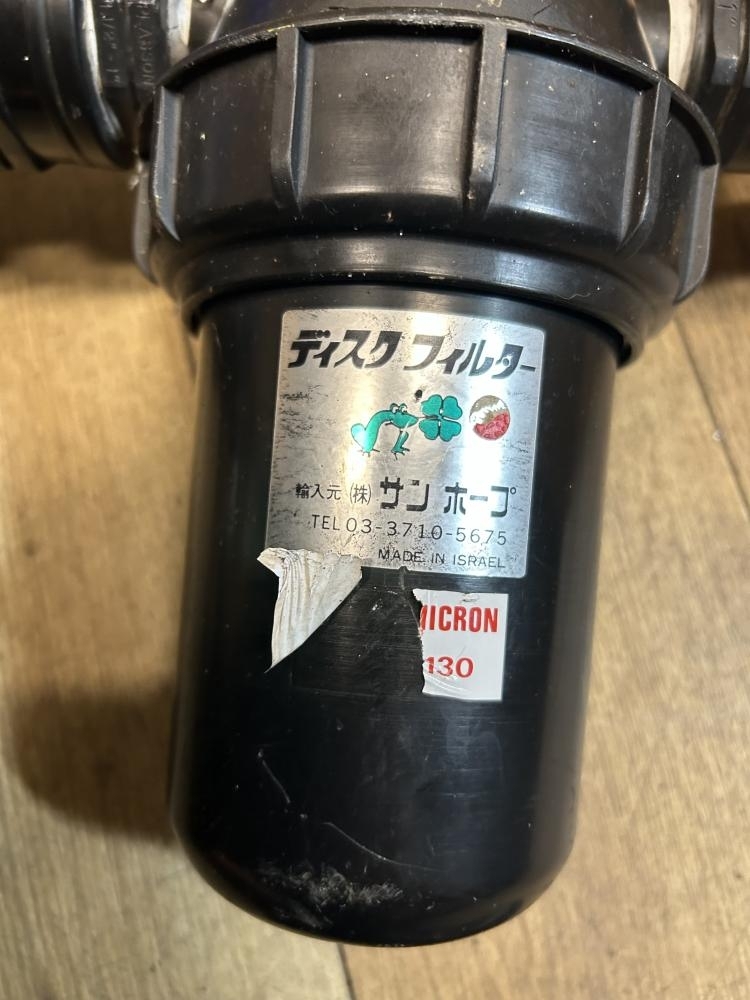 ディスクフィルター
輸入元 (株) サンホープ
TEL 03-3710-5675
MADE IN ISRAEL
MICRON
130